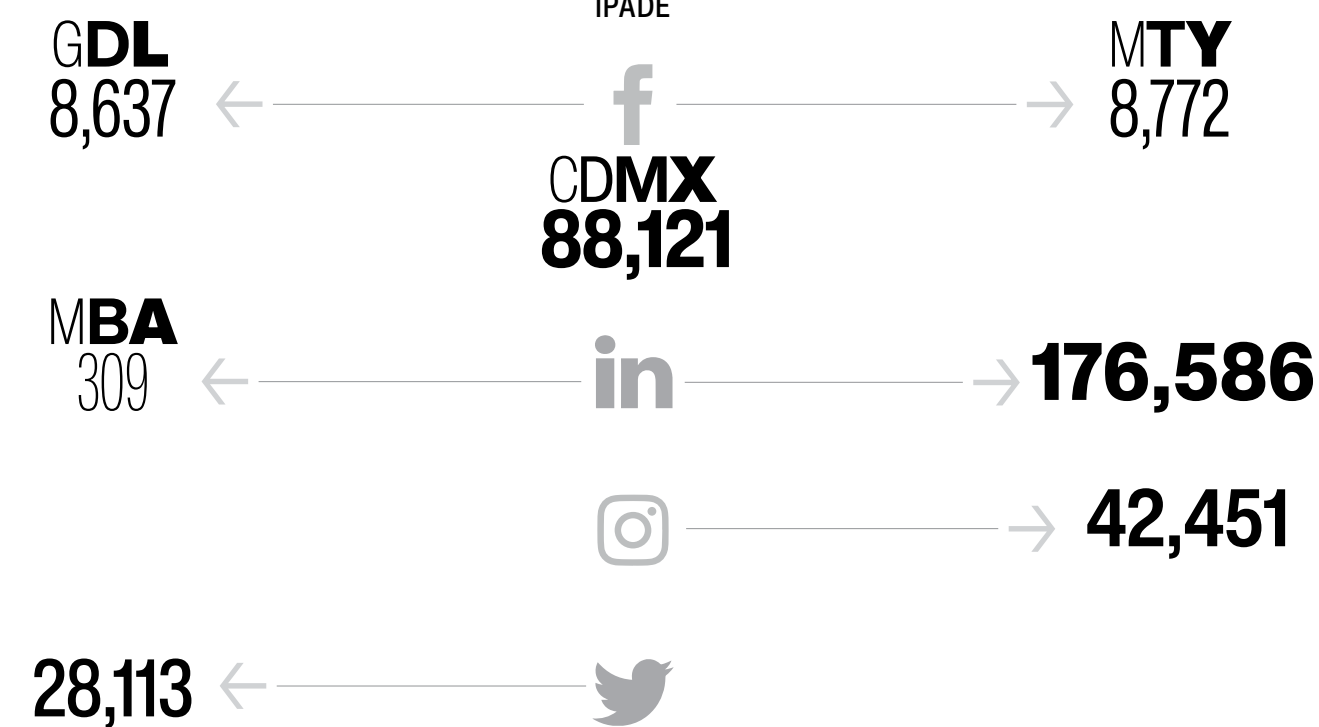 IPADE
GDL
8,637
MTY
8,772
CDMX
88,121
MBA
309
176,586
42,451
28,113